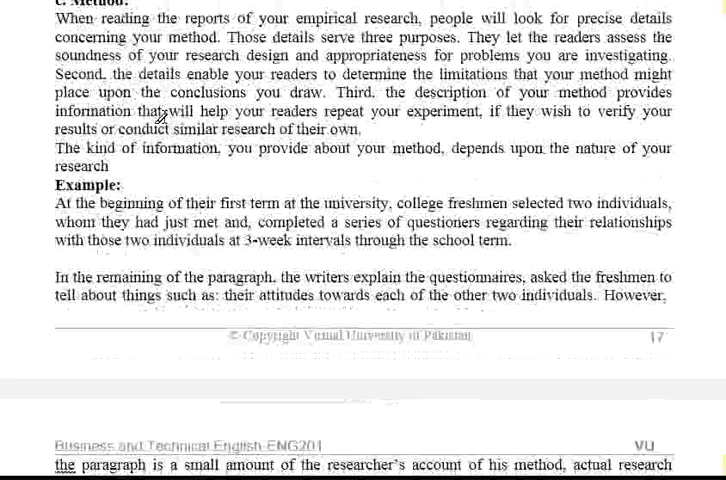 c. Method:
When reading the reports of your empirical research, people will look for precise details
concerning your method. Those details serve three purposes. They let the readers assess the
soundness of your research design and appropriateness for problems you are investigating.
Second, the details enable your readers to determine the limitations that your method might
place upon the conclusions you draw. Third, the description of your method provides
information that will help your readers repeat your experiment, if they wish to verify your
results or conduct similar research of their own.
The kind of information, you provide about your method, depends upon the nature of your
research
Example:
At the beginning of their first term at the university, college freshmen selected two individuals,
whom they had just met and, completed a series of questioners regarding their relationships
with those two individuals at 3-week intervals through the school term.
In the remaining of the paragraph, the writers explain the questionnaires, asked the freshmen to
tell about things such as: their attitudes towards each of the other two individuals. However,
© Copyright Virtual University of Pakistan 17
Business and Technical English-ENG201 VU
the paragraph is a small amount of the researcher's account of his method, actual research